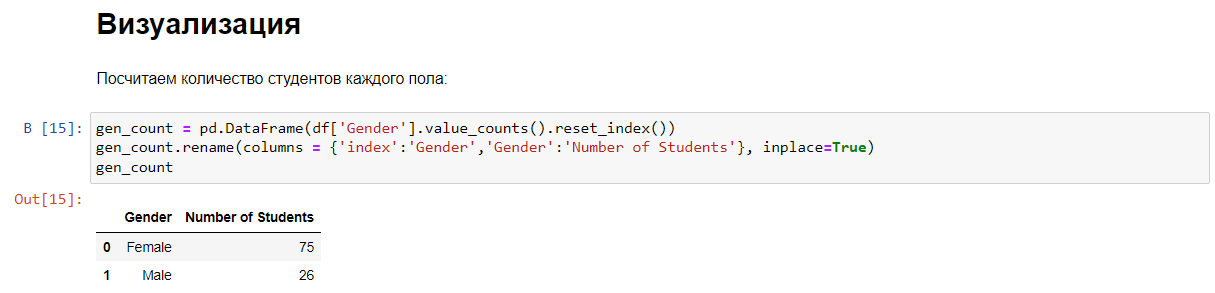 Визуализация
Посчитаем количество студентов каждого пола:
В [15]: gen_count = pd.DataFrame(df['Gender'].value_counts().reset_index())
gen_count.rename(columns = {'index':'Gender','Gender':'Number of Students'}, inplace=True)
gen_count
Out[15]:
Gender Number of Students
0 Female 75
1 Male 26